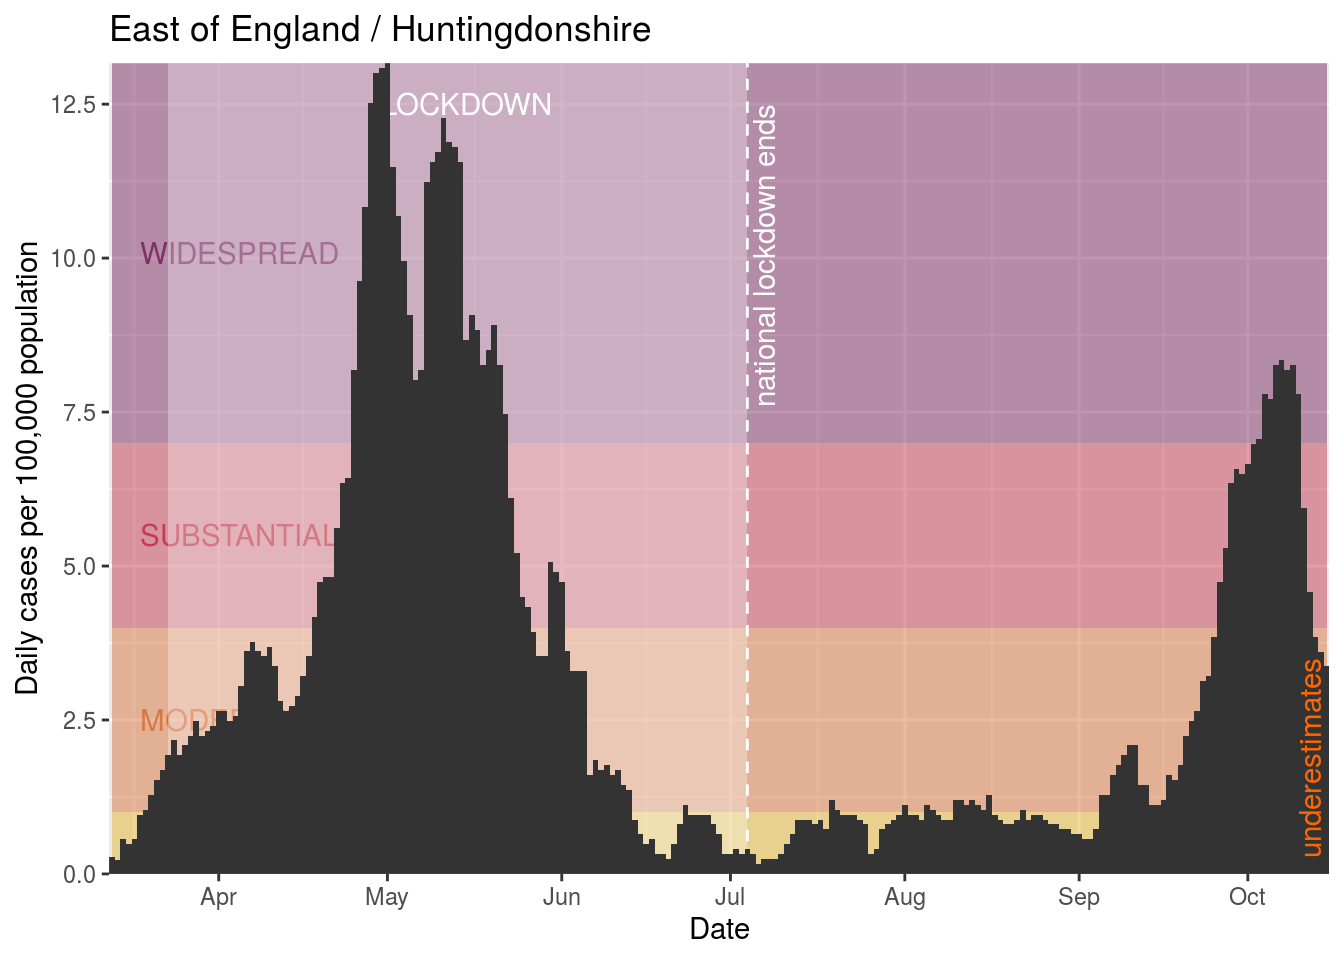 East of England / Huntingdonshire
Daily cases per 100,000 population
12.5
10.0
7.5
5.0
2.5
0.0
LOCKDOWN
WIDESPREAD
SUBSTANTIAL
national lockdown ends
underestimates
Apr
May
Jun
Jul
Aug
Sep
Oct
Date